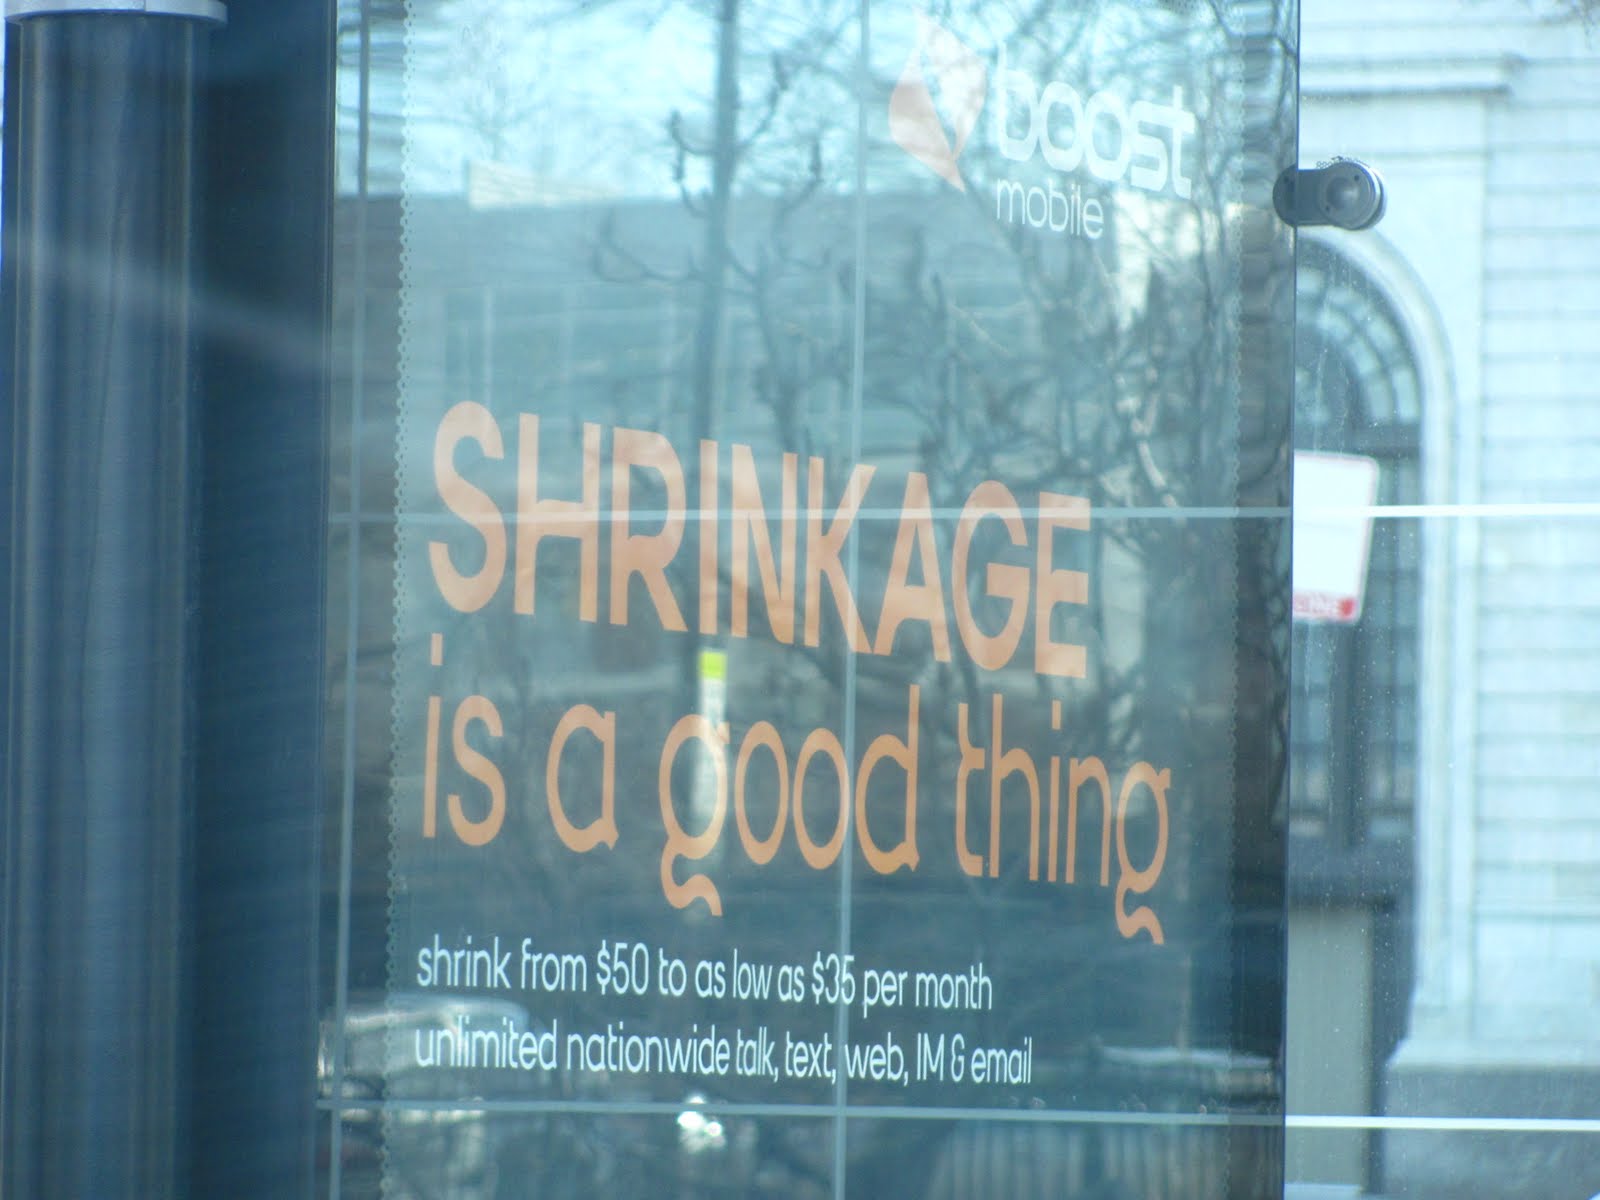 boost
mobile
SHRINKAGE
is a good thing
shrink from $50 to as low as $35 per month
unlimited nationwide talk, text, web, IM & email